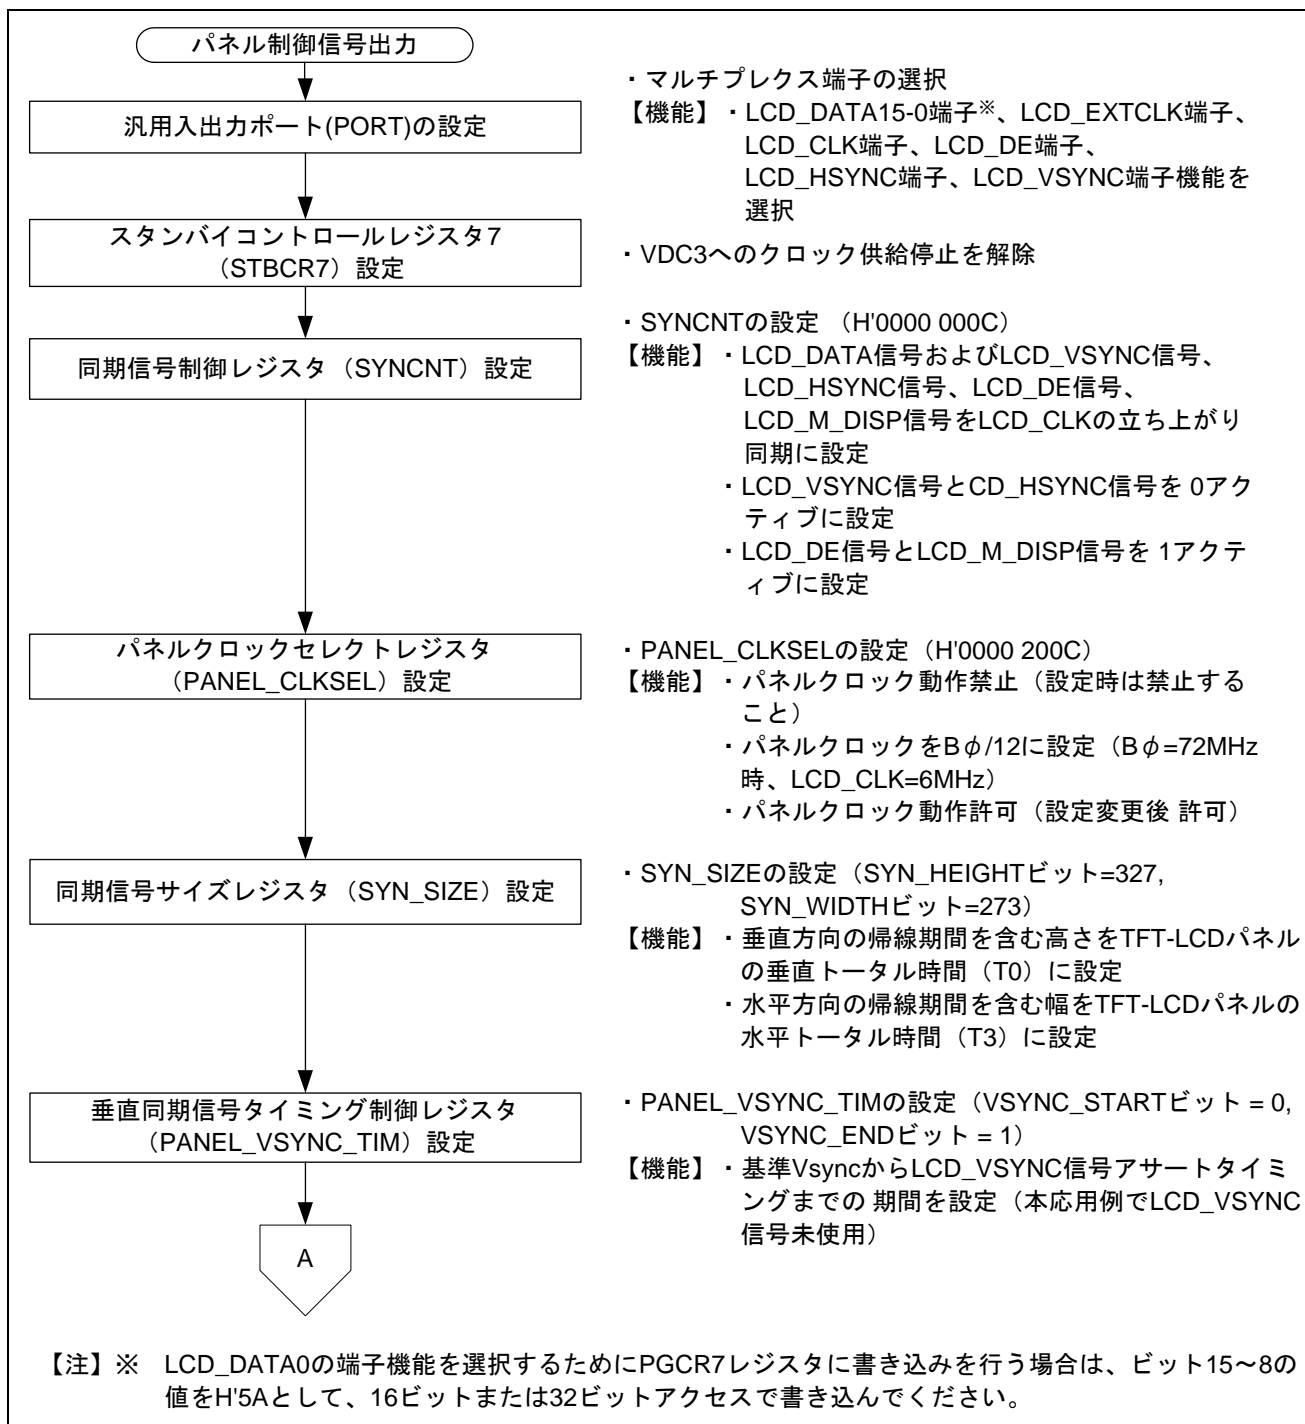 パネル制御信号出力
汎用入出力ポート(PORT)の設定
・マルチプレクス端子の選択
【機能】・LCD_DATA15-0端子※、LCD_EXTCLK端子、
LCD_CLK端子、LCD_DE端子、
LCD_HSYNC端子、LCD_VSYNC端子機能を
選択
スタンバイコントロールレジスタ7
（STBCR7）設定
・VDC3へのクロック供給停止を解除
同期信号制御レジスタ（SYNCNT）設定
・SYNCNTの設定 （H'0000 000C）
【機能】・LCD_DATA信号およびLCD_VSYNC信号、
LCD_HSYNC信号、LCD_DE信号、
LCD_M_DISP信号をLCD_CLKの立ち上がり
同期に設定
・LCD_VSYNC信号とCD_HSYNC信号を 0アク
ティブに設定
・LCD_DE信号とLCD_M_DISP信号を 1アクテ
ィブに設定
パネルクロックセレクトレジスタ
（PANEL_CLKSEL）設定
・PANEL_CLKSELの設定（H'0000 200C）
【機能】・パネルクロック動作禁止（設定時は禁止する
こと）
・パネルクロックをBφ/12に設定（Bφ=72MHz
時、LCD_CLK=6MHz）
・パネルクロック動作許可（設定変更後 許可）
同期信号サイズレジスタ（SYN_SIZE）設定
・SYN_SIZEの設定（SYN_HEIGHTビット=327,
SYN_WIDTHビット=273）
【機能】・垂直方向の帰線期間を含む高さをTFT-LCDパネル
の垂直トータル時間（T0）に設定
・水平方向の帰線期間を含む幅をTFT-LCDパネルの
水平トータル時間（T3）に設定
垂直同期信号タイミング制御レジスタ
（PANEL_VSYNC_TIM）設定
・PANEL_VSYNC_TIMの設定（VSYNC_STARTビット = 0,
VSYNC_ENDビット = 1）
【機能】・基準VsyncからLCD_VSYNC信号アサートタイミ
ングまでの 期間を設定（本応用例でLCD_VSYNC
信号未使用）
A
【注】※ LCD_DATA0の端子機能を選択するためにPGCR7レジスタに書き込みを行う場合は、ビット15～8の
値をH'5Aとして、16ビットまたは32ビットアクセスで書き込んでください。